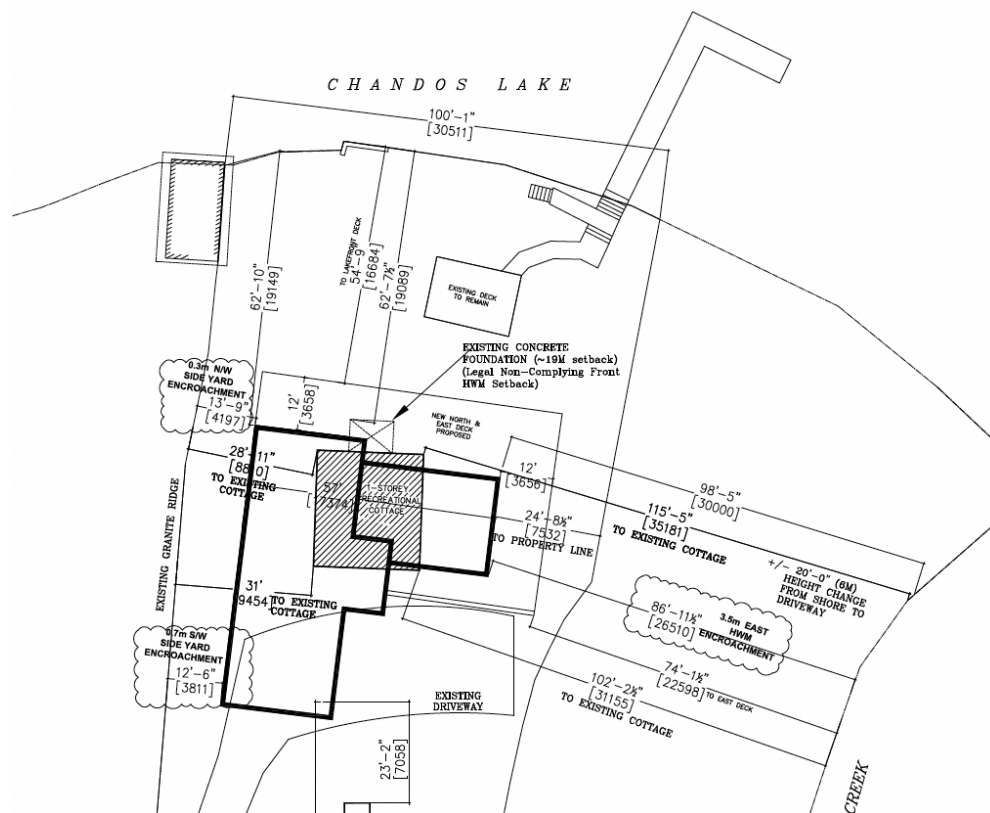 CHANDOS LAKE
100'-1"
[30511]
62'-10"
[19149]
TO LAKEFRONT DECK
54'-9"
[16684]
62'-7½"
[19089]
EXISTING DECK
TO REMAIN
EXISTING CONCRETE
FOUNDATION (~19M setback)
(Legal Non-Complying Front
HWM Setback)
0.3m N/W
SIDE YARD
ENCROACHMENT
13'-9"
[4197]
12'
[3658]
NEW NORTH &
EAST DECK
PROPOSED
28'-11"
TO EXISTING
COTTAGE
57'
1-STOREY
RECREATIONAL
COTTAGE
12'
[3656]
24'-8½"
[7532]
TO PROPERTY LINE
98'-5"
[30000]
115'-5"
[35181]
TO EXISTING COTTAGE
+/- 20'-0" (6M)
HEIGHT CHANGE
FROM SHORE TO
DRIVEWAY
EXISTING GRANITE RIDGE
31'
9454]
TO EXISTING
COTTAGE
86'-11½"
[26510]
3.5m EAST
HWM
ENCROACHMENT
0.7m S/W
SIDE YARD
ENCROACHMENT
12'-6"
[3811]
74'-1½"
[22598]
TO EAST DECK
102'-2½"
[31155]
TO EXISTING COTTAGE
EXISTING
DRIVEWAY
23'-2"
[7058]
CREEK